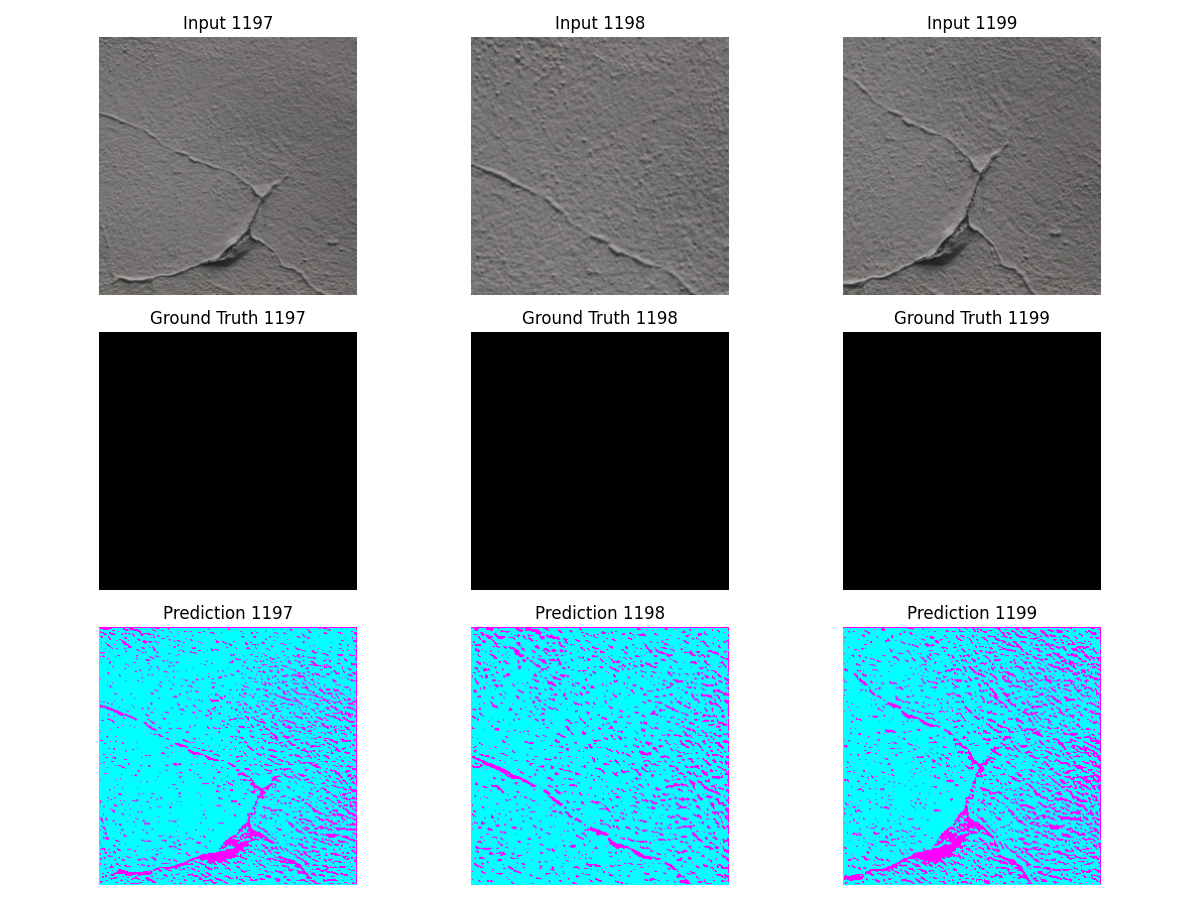 Input 1197
Input 1198
Input 1199
Ground Truth 1197
Ground Truth 1198
Ground Truth 1199
Prediction 1197
Prediction 1198
Prediction 1199